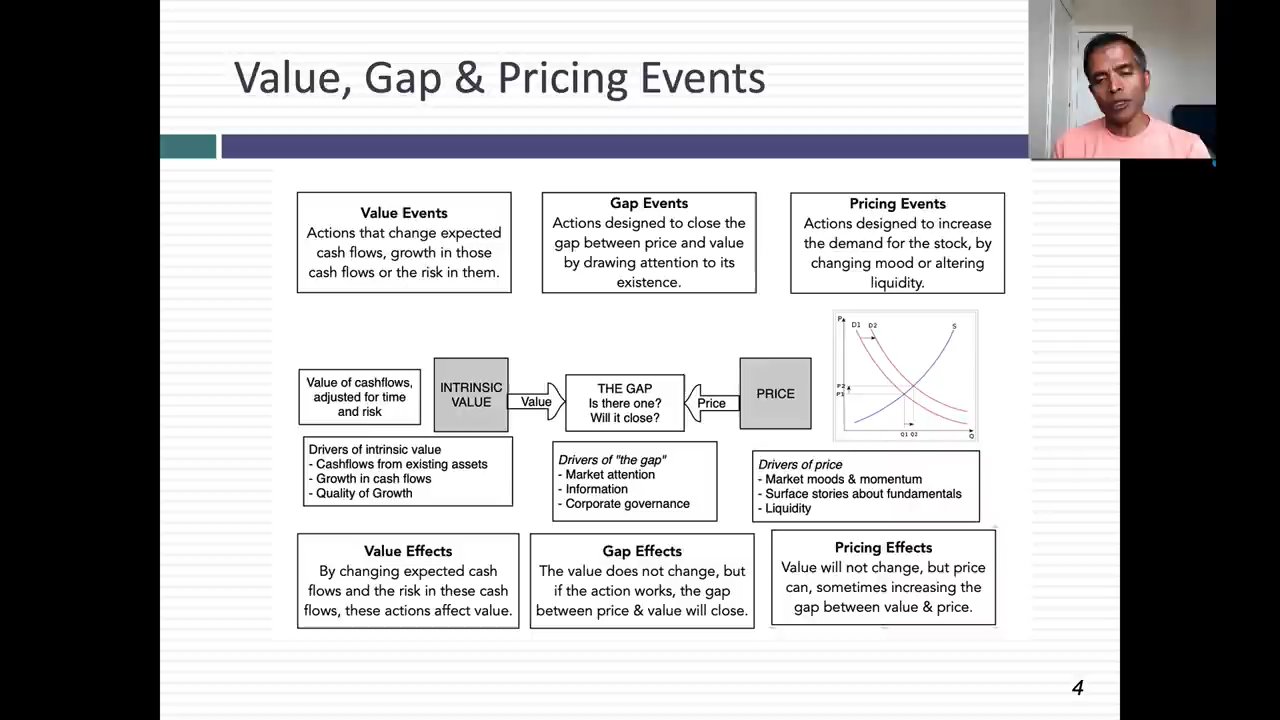 Value, Gap & Pricing Events
Value Events
Actions that change expected
cash flows, growth in those
cash flows or the risk in them.
Gap Events
Actions designed to close the
gap between price and value
by drawing attention to its
existence.
Pricing Events
Actions designed to increase
the demand for the stock, by
changing mood or altering
liquidity.
P
D1 D2
S
P2
P1
Q1 Q2
Q
Value of cashflows,
adjusted for time
and risk
INTRINSIC
VALUE
Value
THE GAP
Is there one?
Will it close?
Price
PRICE
Drivers of intrinsic value
- Cashflows from existing assets
- Growth in cash flows
- Quality of Growth
Drivers of "the gap"
- Market attention
- Information
- Corporate governance
Drivers of price
- Market moods & momentum
- Surface stories about fundamentals
- Liquidity
Value Effects
By changing expected cash
flows and the risk in these cash
flows, these actions affect value.
Gap Effects
The value does not change, but
if the action works, the gap
between price & value will close.
Pricing Effects
Value will not change, but price
can, sometimes increasing the
gap between value & price.
4